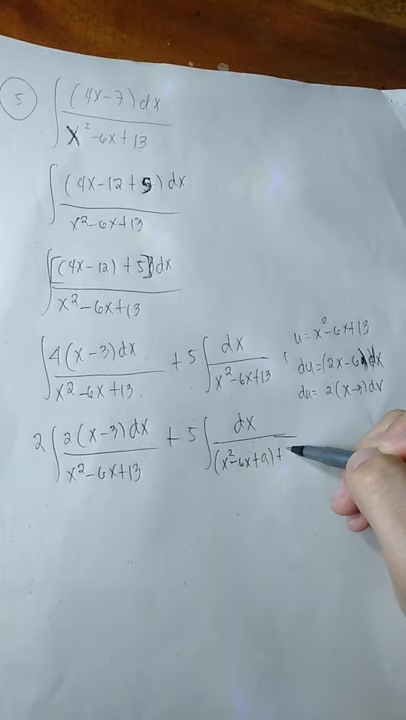 5 ∫ (4x-7)dx / x²-6x+13
∫ (4x-12+5)dx / x²-6x+13
∫ [(4x-12)+5]dx / x²-6x+13
∫ 4(x-3)dx / x²-6x+13 + 5 ∫ dx / x²-6x+13 , u = x²-6x+13
du = (2x-6)dx
du = 2(x-3)dx
2 ∫ 2(x-3)dx / x²-6x+13 + 5 ∫ dx / (x²-6x+9)+